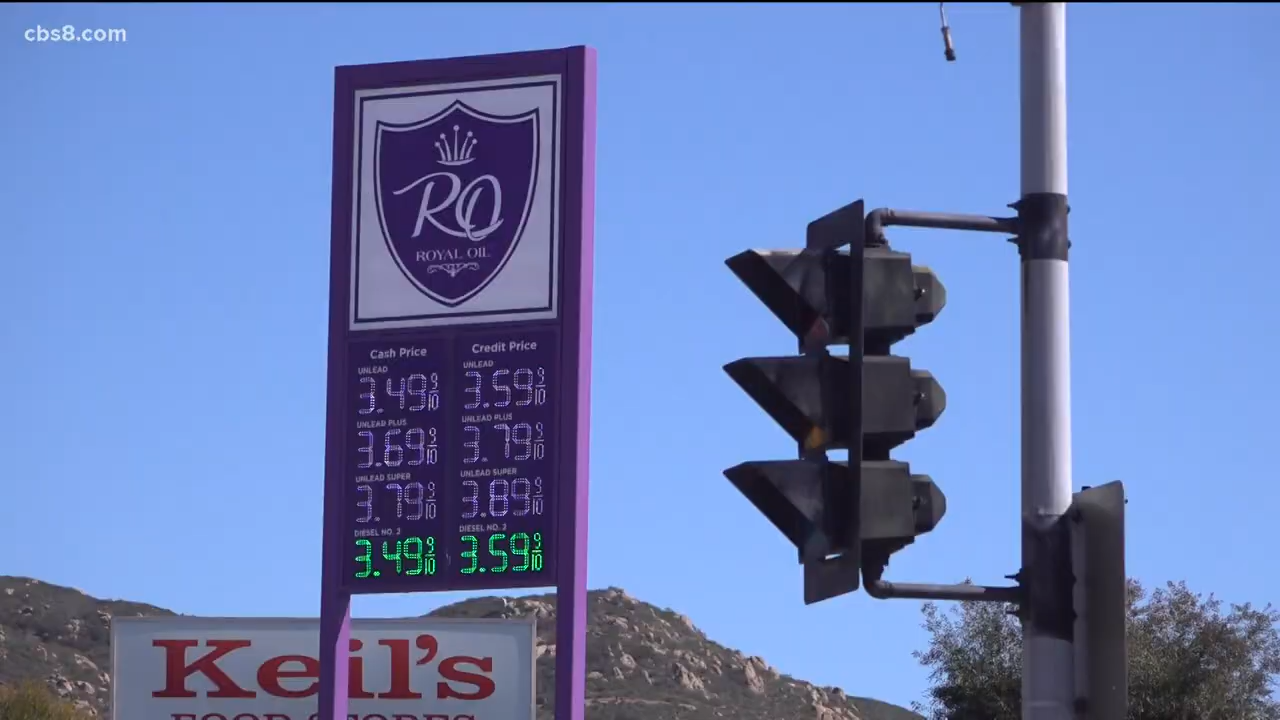 cbs8.com
RO
ROYAL OIL
Cash Price
UNLEAD
3.49 9/10
UNLEAD PLUS
3.69 9/10
UNLEAD SUPER
3.79 9/10
DIESEL NO. 2
3.49 9/10
Credit Price
UNLEAD
3.59 9/10
UNLEAD PLUS
3.79 9/10
UNLEAD SUPER
3.89 9/10
DIESEL NO. 2
3.59 9/10
Keil's
FOOD STORES